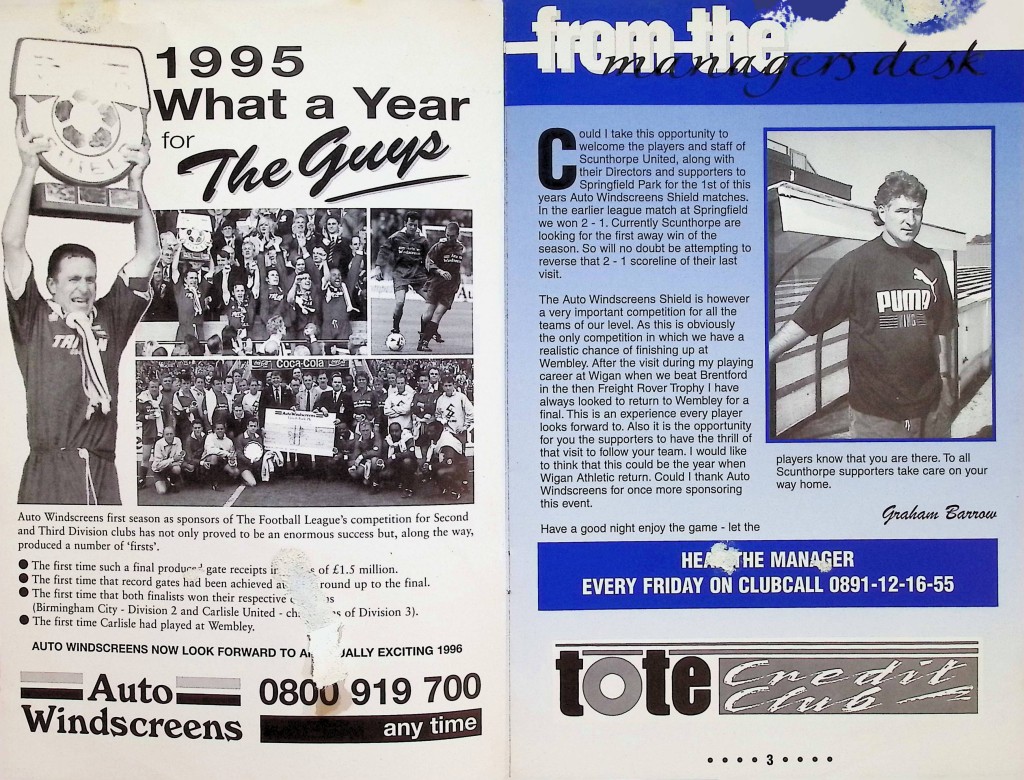 1995
What a Year
for
The Guys
Coca-Cola
Auto Windscreens first season as sponsors of The Football League's competition for Second
and Third Division clubs has not only proved to be an enormous success but, along the way,
produced a number of 'firsts'.
The first time such a final produced gate receipts in s of £1.5 million.
The first time that record gates had been achieved at round up to the final.
The first time that both finalists won their respective
(Birmingham City - Division 2 and Carlisle United - ch s of Division 3).
The first time Carlisle had played at Wembley.
AUTO WINDSCREENS NOW LOOK FORWARD TO A UALLY EXCITING 1996
Auto
Windscreens
0800 919 700
any time
from the
managers desk
Could I take this opportunity to
welcome the players and staff of
Scunthorpe United, along with
their Directors and supporters to
Springfield Park for the 1st of this
years Auto Windscreens Shield matches.
In the earlier league match at Springfield
we won 2 - 1. Currently Scunthorpe are
looking for the first away win of the
season. So will no doubt be attempting to
reverse that 2 - 1 scoreline of their last
visit.
The Auto Windscreens Shield is however
a very important competition for all the
teams of our level. As this is obviously
the only competition in which we have a
realistic chance of finishing up at
Wembley. After the visit during my playing
career at Wigan when we beat Brentford
in the then Freight Rover Trophy I have
always looked to return to Wembley for a
final. This is an experience every player
looks forward to. Also it is the opportunity
for you the supporters to have the thrill of
that visit to follow your team. I would like
to think that this could be the year when
Wigan Athletic return. Could I thank Auto
Windscreens for once more sponsoring
this event.
Have a good night enjoy the game - let the
PUMA
players know that you are there. To all
Scunthorpe supporters take care on your
way home.
Graham Barrow
HEA THE MANAGER
EVERY FRIDAY ON CLUBCALL 0891-12-16-55
tote
Credit
Club
• • • • 3 • • • •